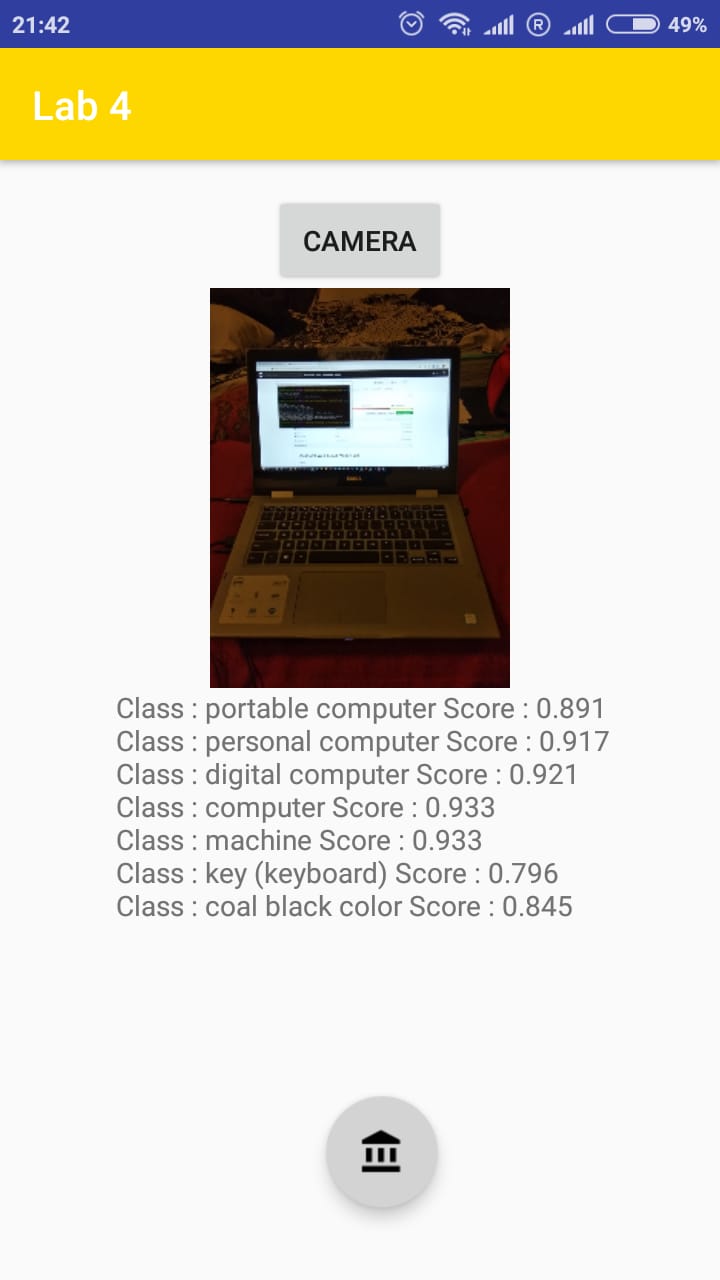 21:42
R
49%
Lab 4
CAMERA
DELL
Class : portable computer Score : 0.891
Class : personal computer Score : 0.917
Class : digital computer Score : 0.921
Class : computer Score : 0.933
Class : machine Score : 0.933
Class : key (keyboard) Score : 0.796
Class : coal black color Score : 0.845